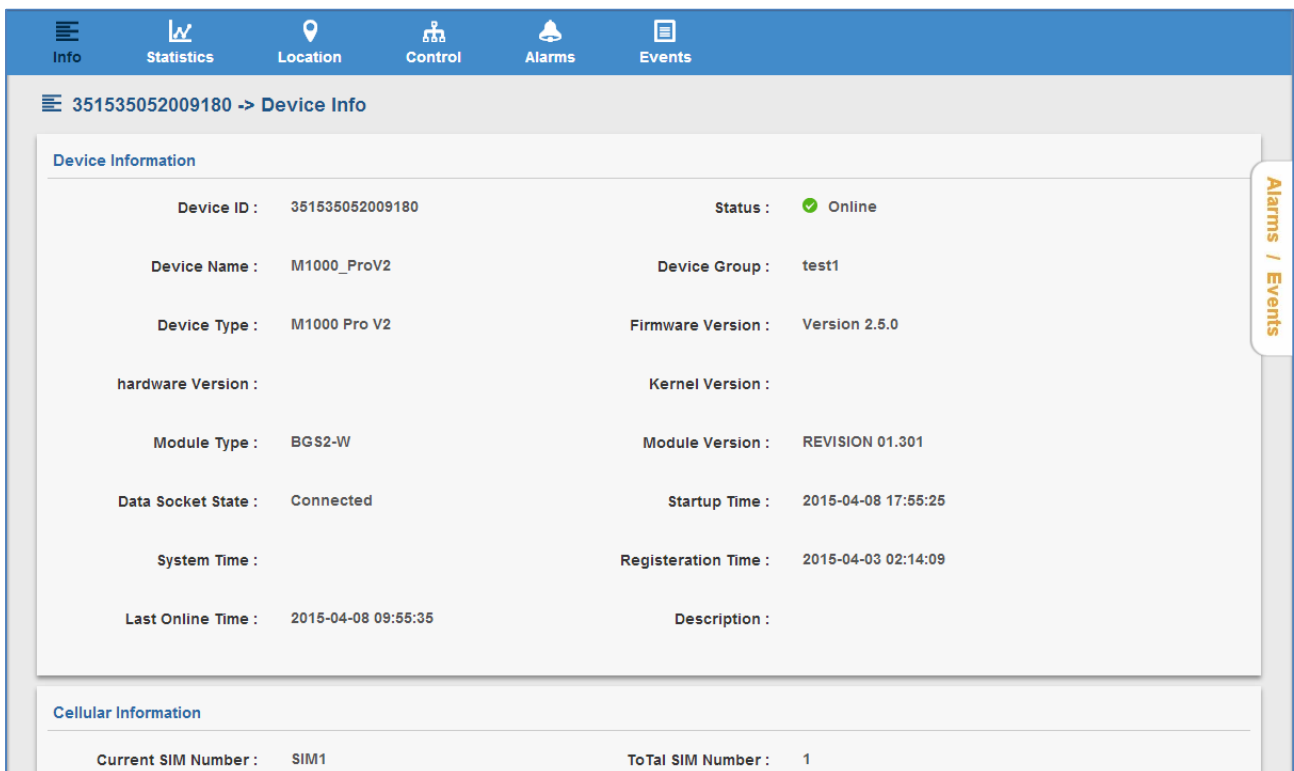 Info Statistics Location Control Alarms Events
351535052009180 -> Device Info
Device Information
Device ID : 351535052009180 Status : Online
Device Name : M1000_ProV2 Device Group : test1
Device Type : M1000 Pro V2 Firmware Version : Version 2.5.0
hardware Version : Kernel Version :
Module Type : BGS2-W Module Version : REVISION 01.301
Data Socket State : Connected Startup Time : 2015-04-08 17:55:25
System Time : Registeration Time : 2015-04-03 02:14:09
Last Online Time : 2015-04-08 09:55:35 Description :
Cellular Information
Current SIM Number : SIM1 ToTal SIM Number : 1
Alarms / Events